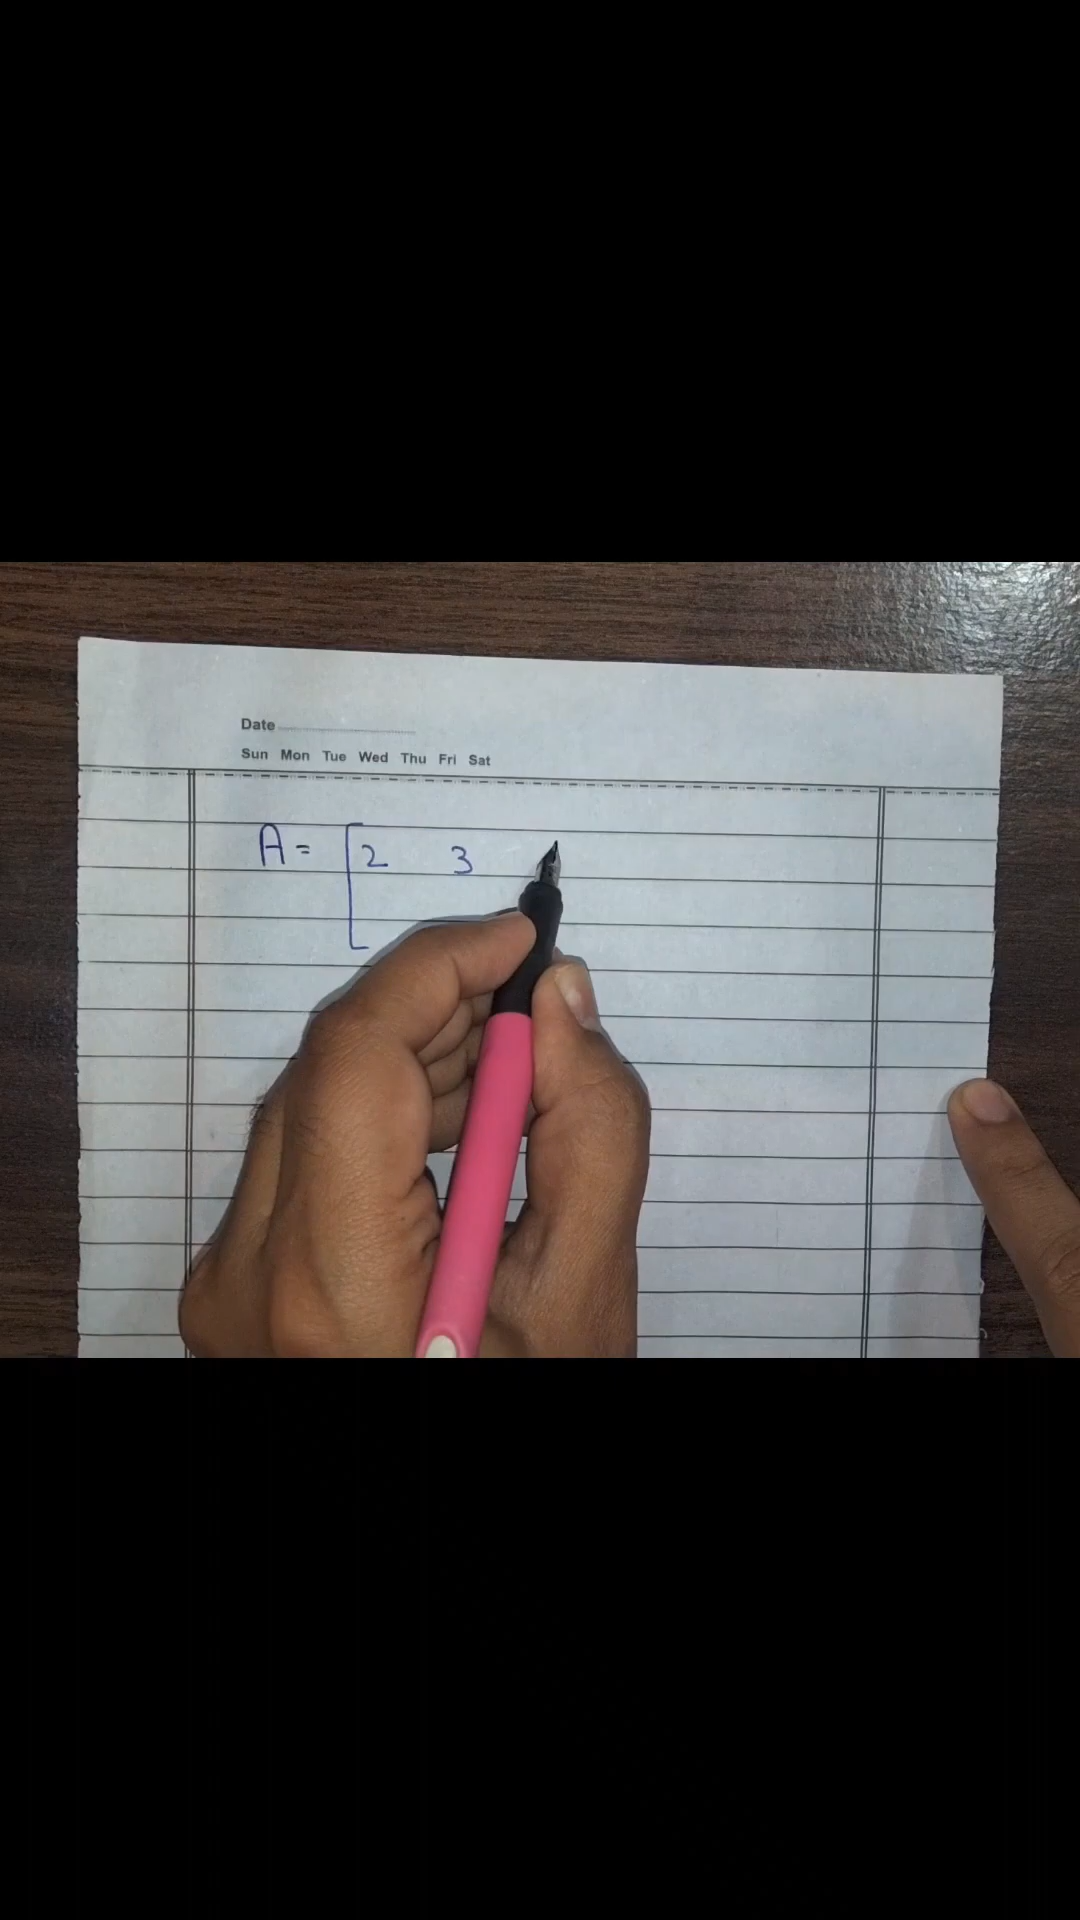 Date ........................................
Sun Mon Tue Wed Thu Fri Sat
A = [ 2 3